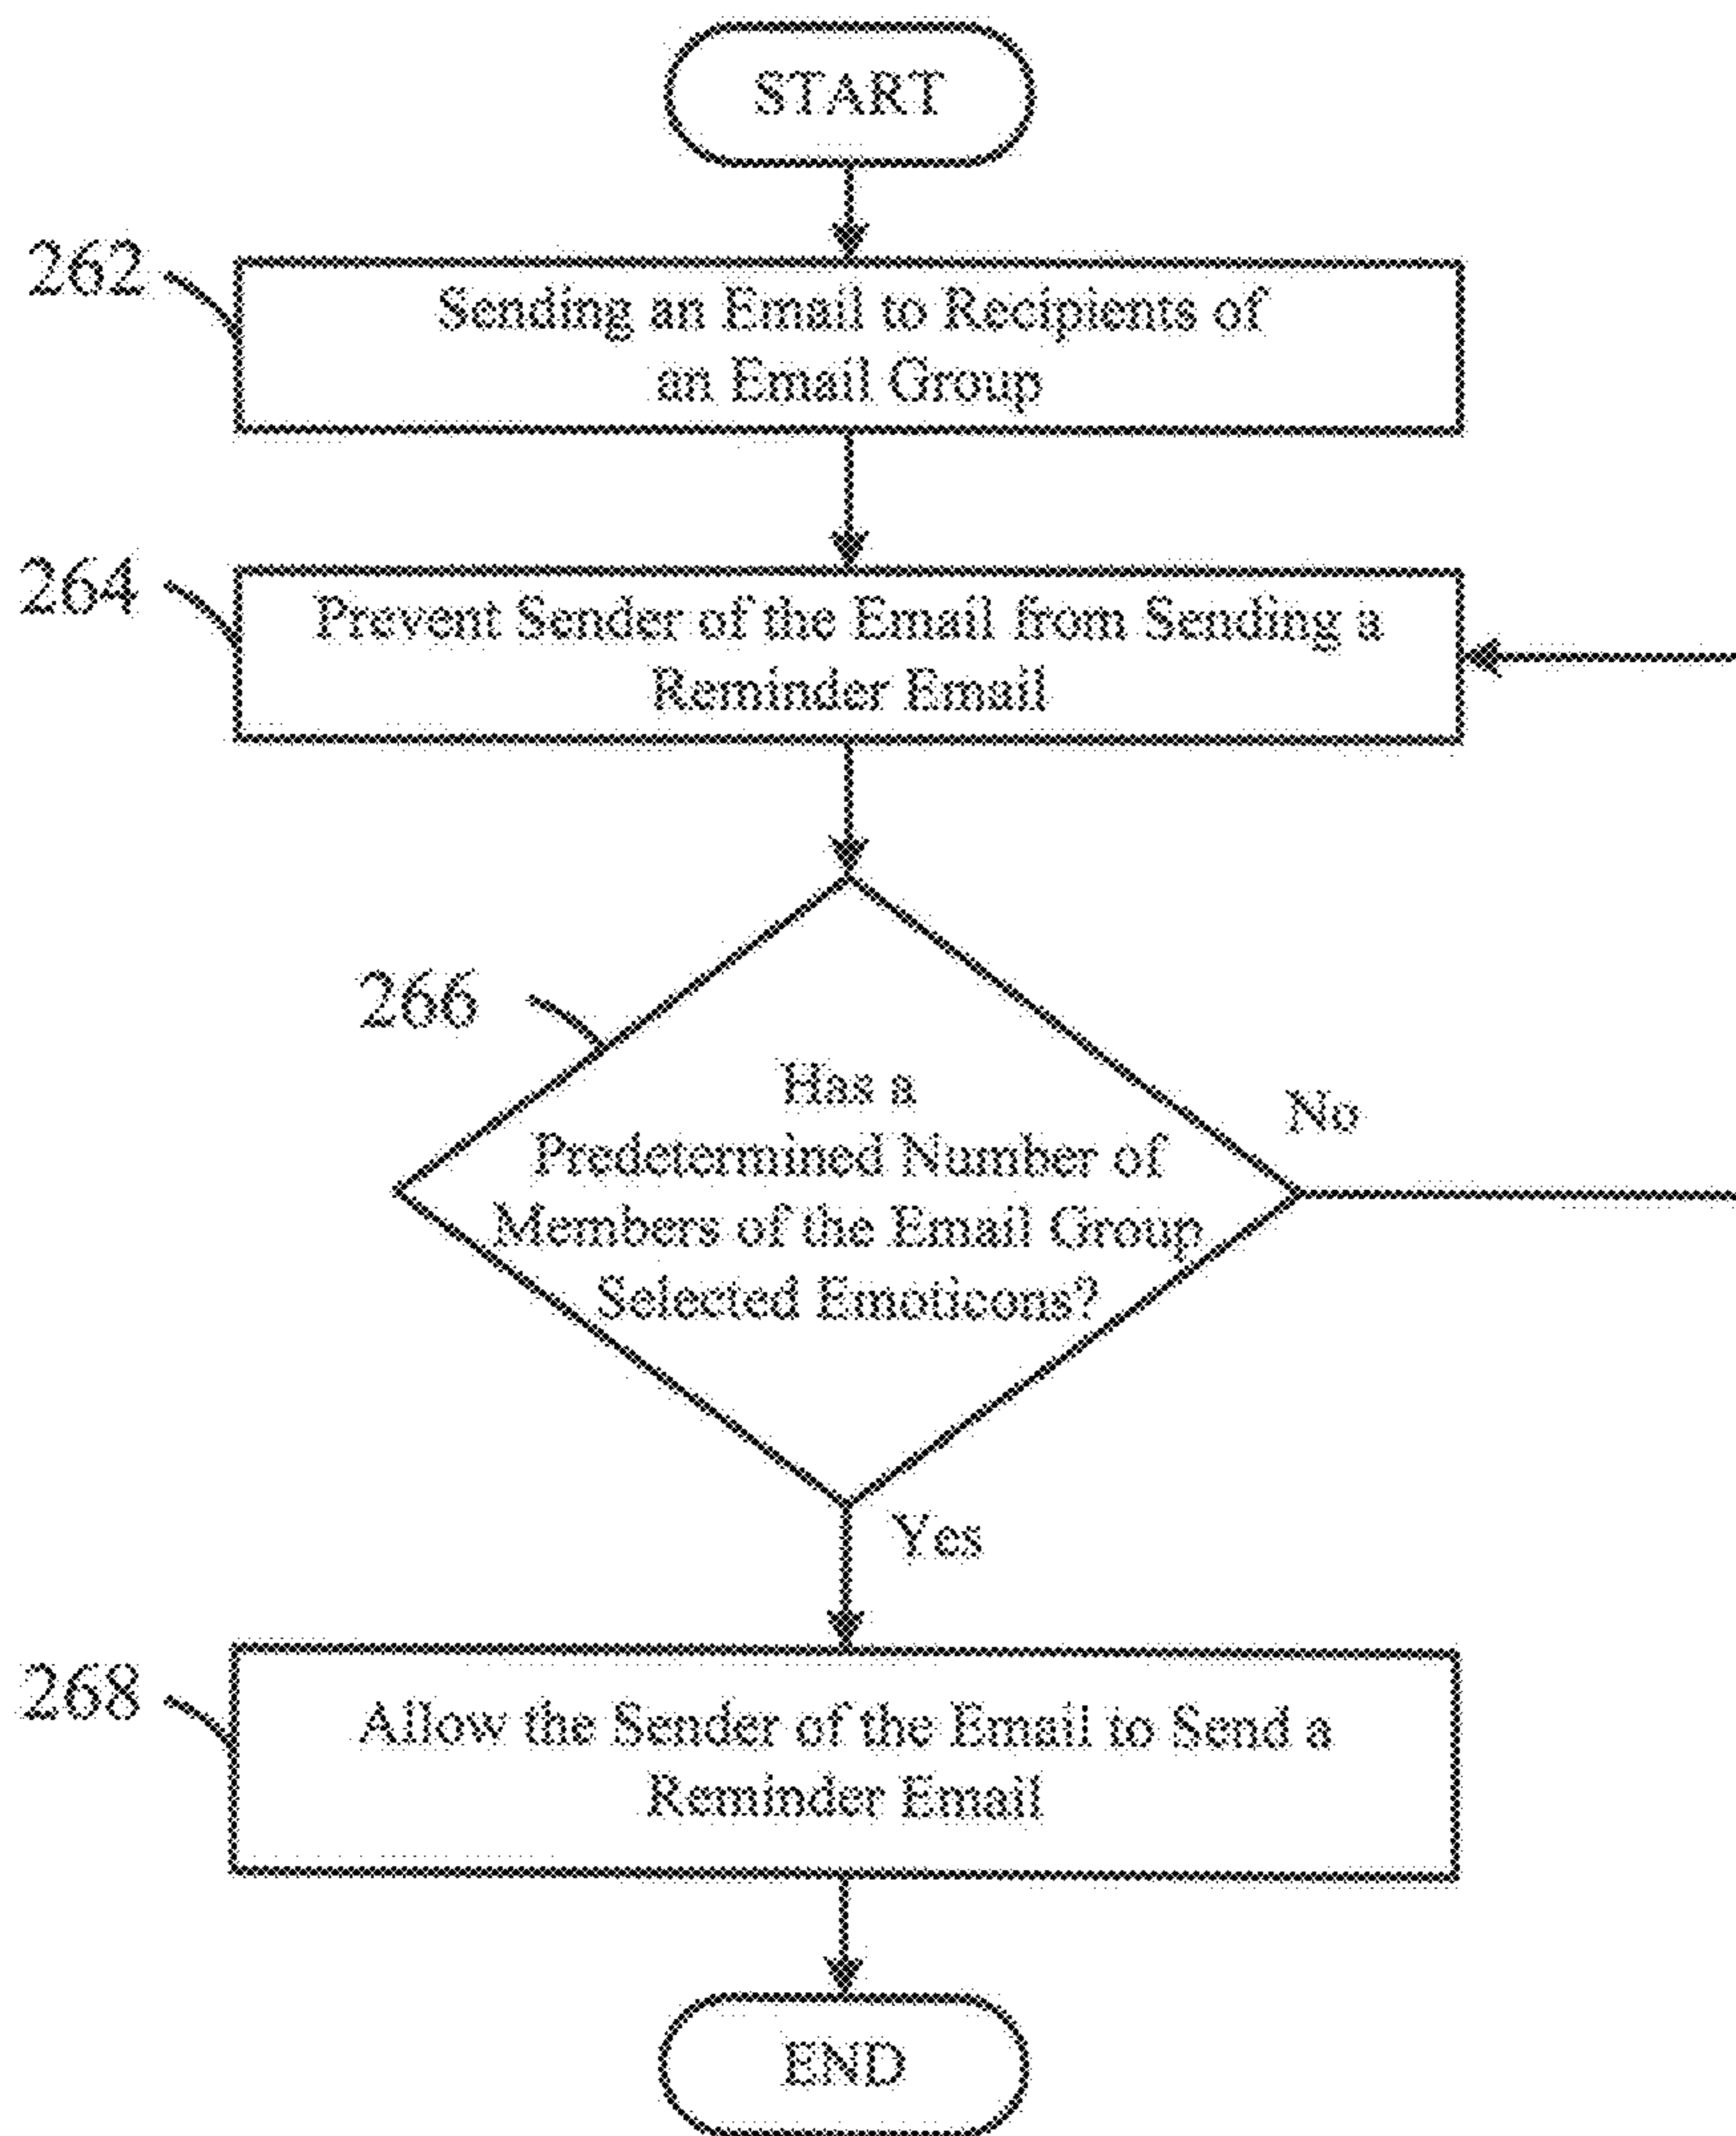 START
262
Sending an Email to Recipients of
an Email Group
264
Prevent Sender of the Email from Sending a
Reminder Email
266
Has a
Predetermined Number of
Members of the Email Group
Selected Emoticons?
No
Yes
268
Allow the Sender of the Email to Send a
Reminder Email
END